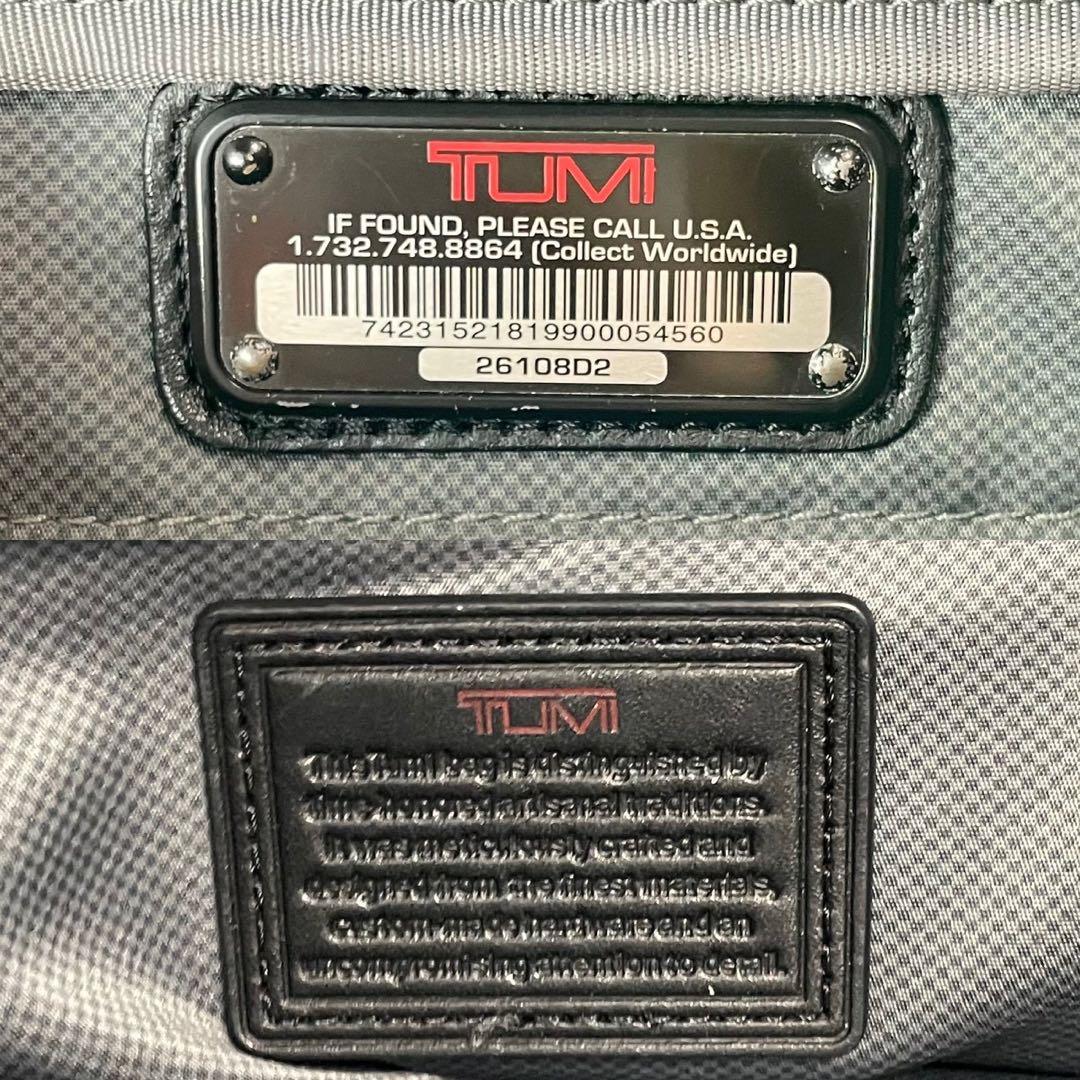 TUMI
IF FOUND, PLEASE CALL U.S.A.
1.732.748.8864 (Collect Worldwide)
74231521819900054560
26108D2
TUMI
This Tumi bag is distinguished by
time-honored artisanal traditions.
It was meticulously crafted and
designed from the finest materials,
custom-made hardware and an
uncompromising attention to detail.